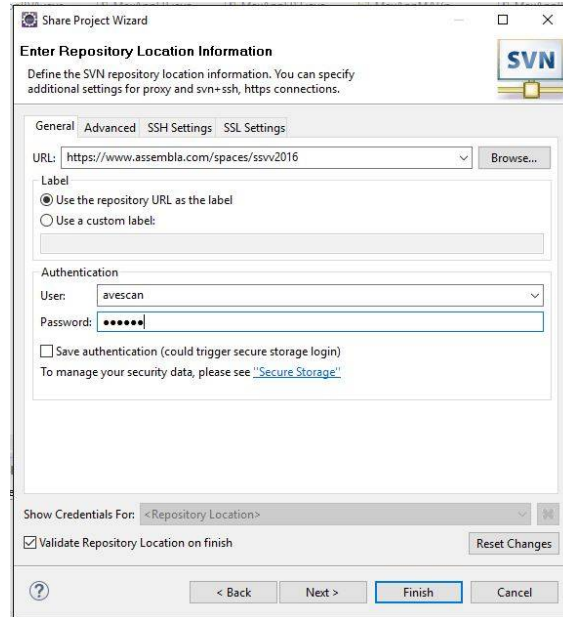 Share Project Wizard
Enter Repository Location Information
Define the SVN repository location information. You can specify
additional settings for proxy and svn+ssh, https connections.
SVN
General Advanced SSH Settings SSL Settings
URL: https://www.assembla.com/spaces/ssvv2016 Browse...
Label
Use the repository URL as the label
Use a custom label:
Authentication
User: avescan
Password: ●●●●●●
Save authentication (could trigger secure storage login)
To manage your security data, please see "Secure Storage"
Show Credentials For: <Repository Location>
Validate Repository Location on finish Reset Changes
? < Back Next > Finish Cancel